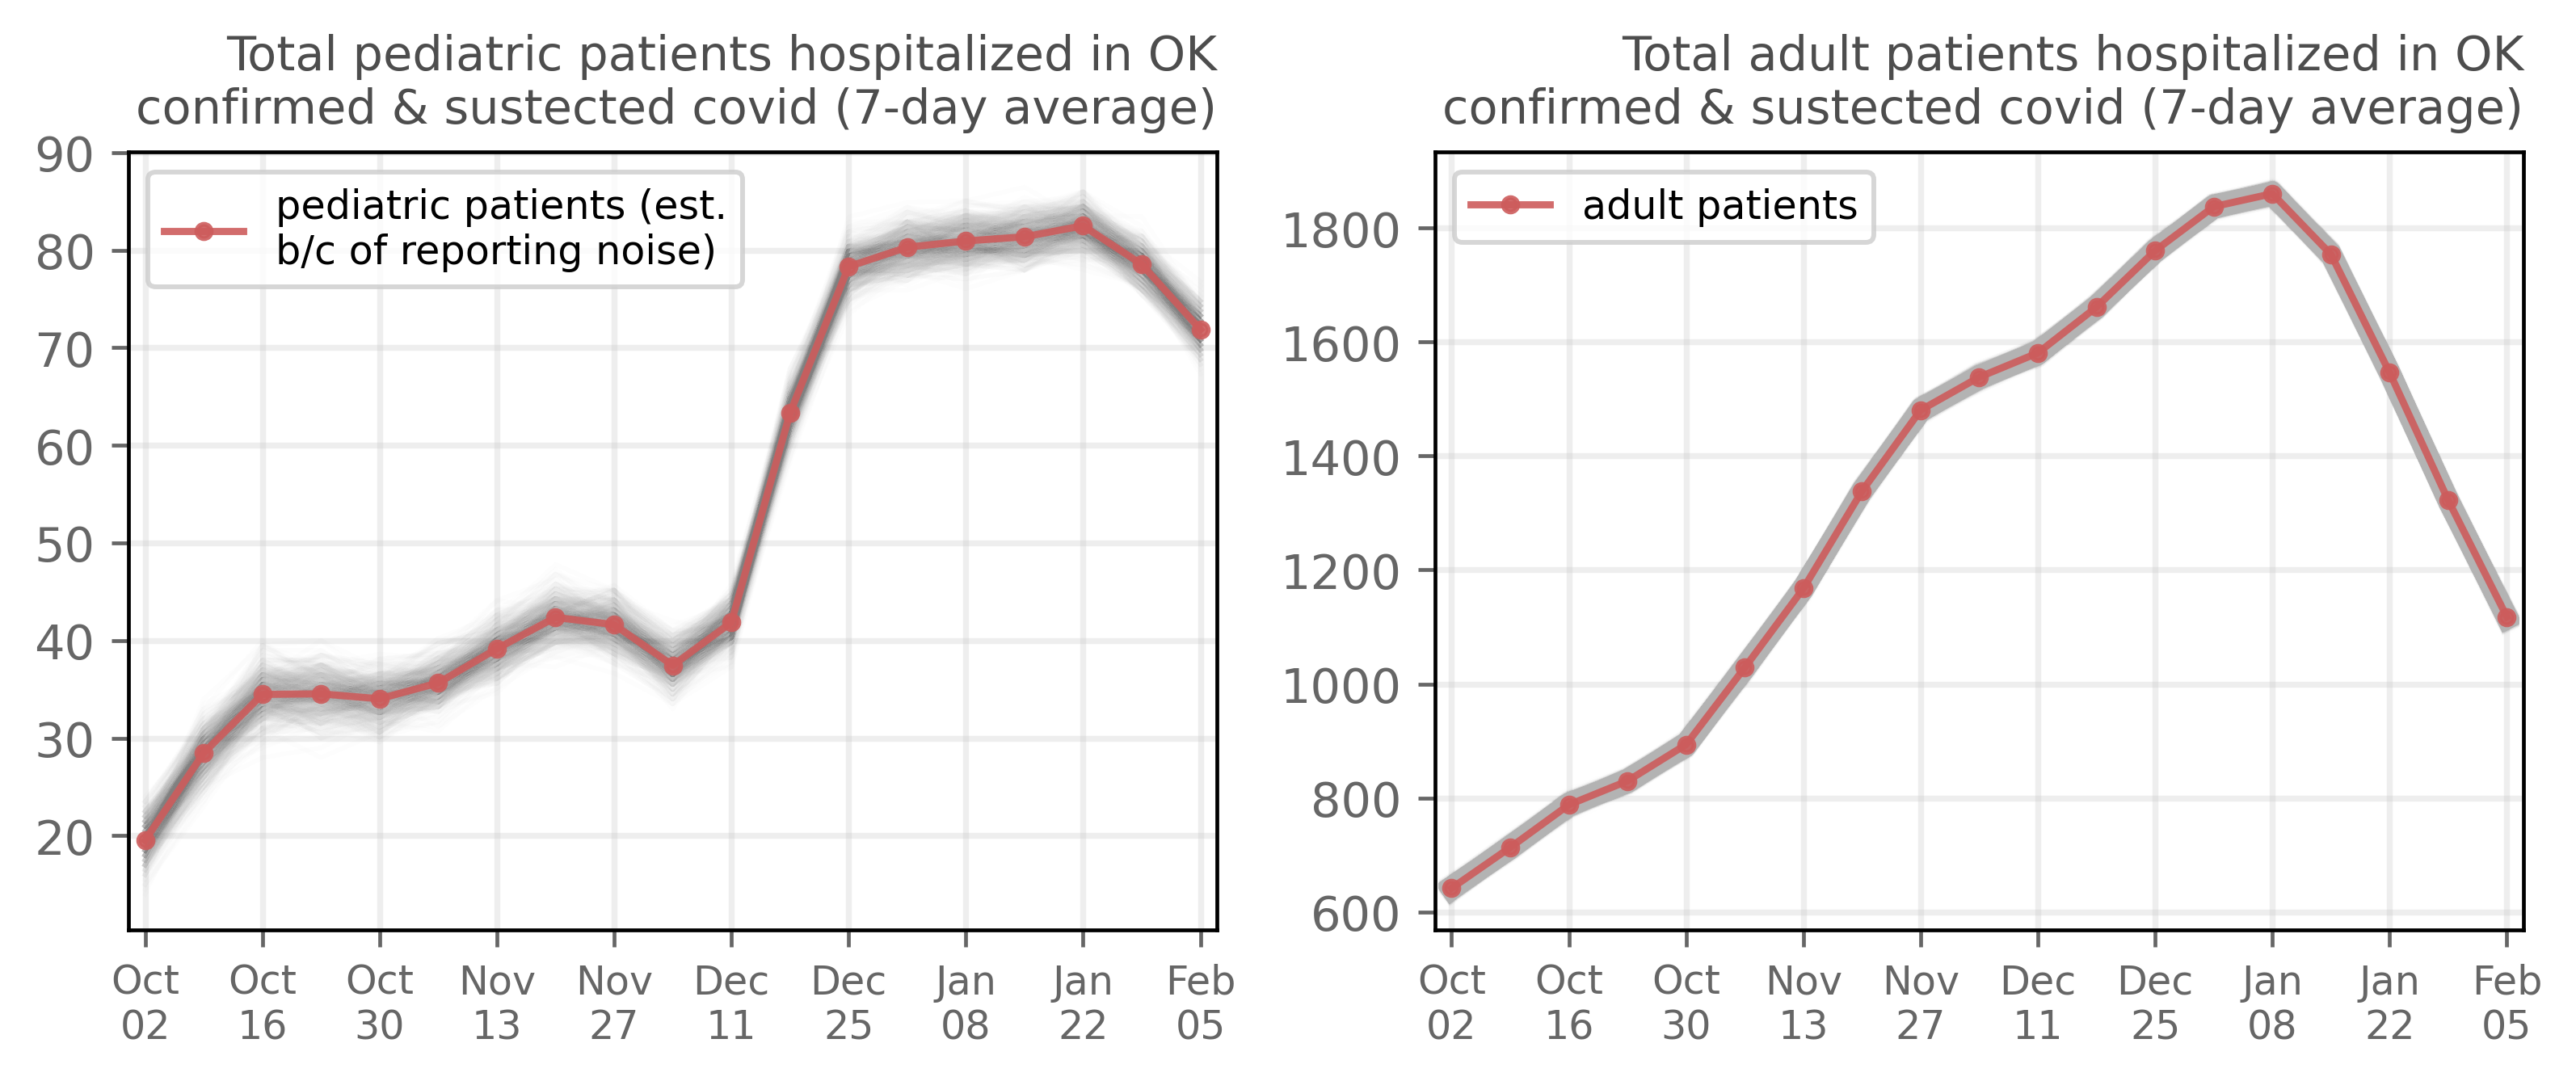 Total pediatric patients hospitalized in OK
confirmed & sustected covid (7-day average)
90
80
70
60
50
40
30
20
pediatric patients (est.
b/c of reporting noise)
Oct Oct Oct Nov Nov Dec Dec Jan Jan Feb
02 16 30 13 27 11 25 08 22 05
Total adult patients hospitalized in OK
confirmed & sustected covid (7-day average)
1800
1600
1400
1200
1000
800
600
adult patients
Oct Oct Oct Nov Nov Dec Dec Jan Jan Feb
02 16 30 13 27 11 25 08 22 05